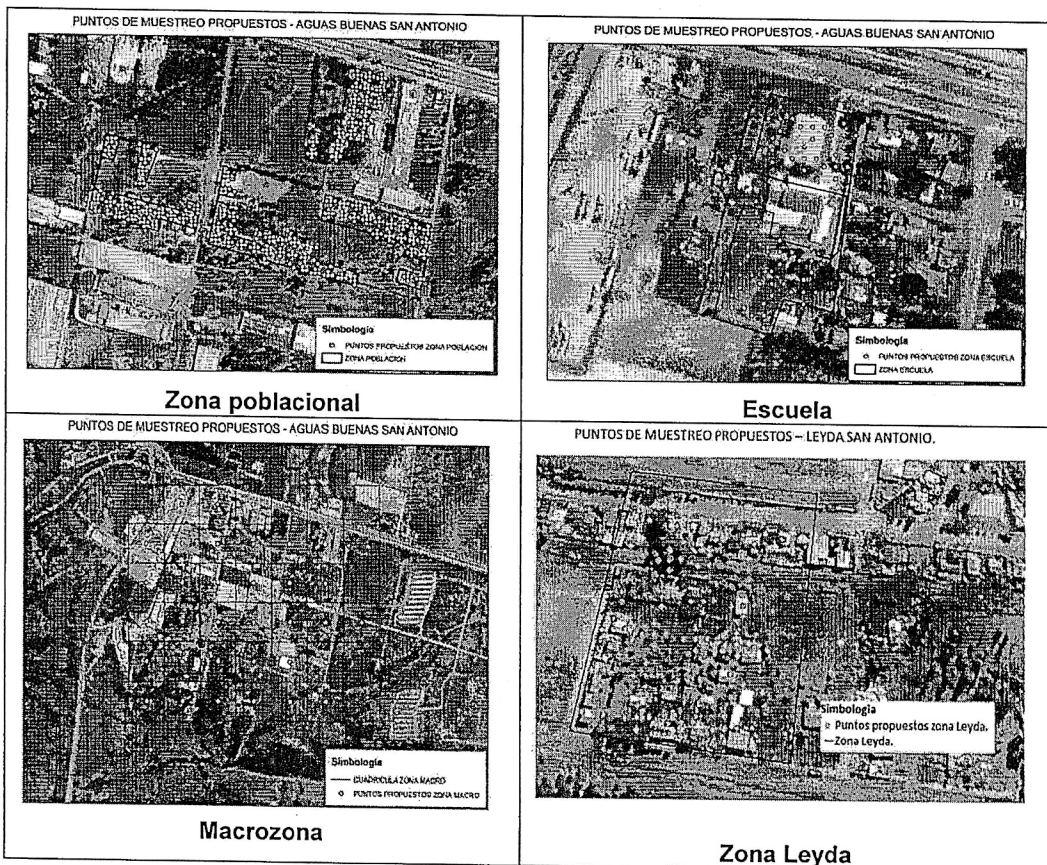 PUNTOS DE MUESTREO PROPUESTOS - AGUAS BUENAS SAN ANTONIO
Simbología
PUNTOS PROPUESTOS ZONA POBLACION
ZONA POBLACION
Zona poblacional
PUNTOS DE MUESTREO PROPUESTOS - AGUAS BUENAS SAN ANTONIO
Simbología
PUNTOS PROPUESTOS ZONA ESCUELA
ZONA ESCUELA
Escuela
PUNTOS DE MUESTREO PROPUESTOS - AGUAS BUENAS SAN ANTONIO
Simbología
CUADRICULA ZONA MACRO
PUNTOS PROPUESTOS ZONA MACRO
Macrozona
PUNTOS DE MUESTREO PROPUESTOS – LEYDA SAN ANTONIO.
Simbología
Puntos propuestos zona Leyda.
Zona Leyda.
Zona Leyda